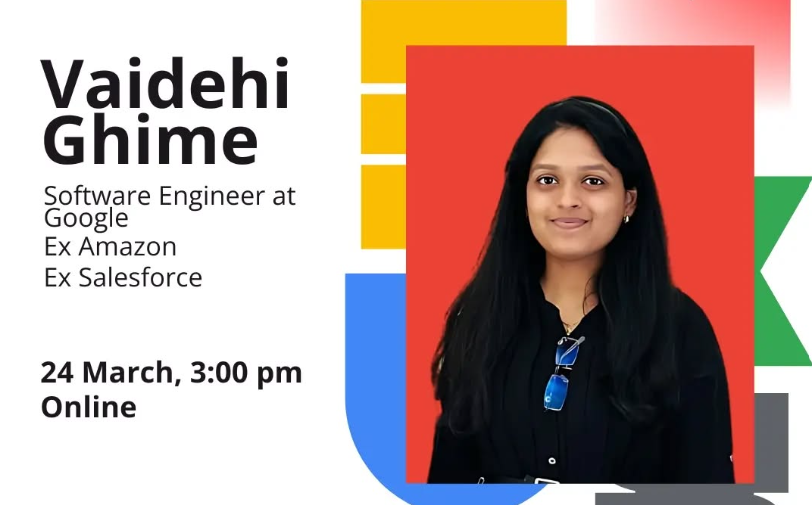 Vaidehi
Ghime
Software Engineer at
Google
Ex Amazon
Ex Salesforce
24 March, 3:00 pm
Online